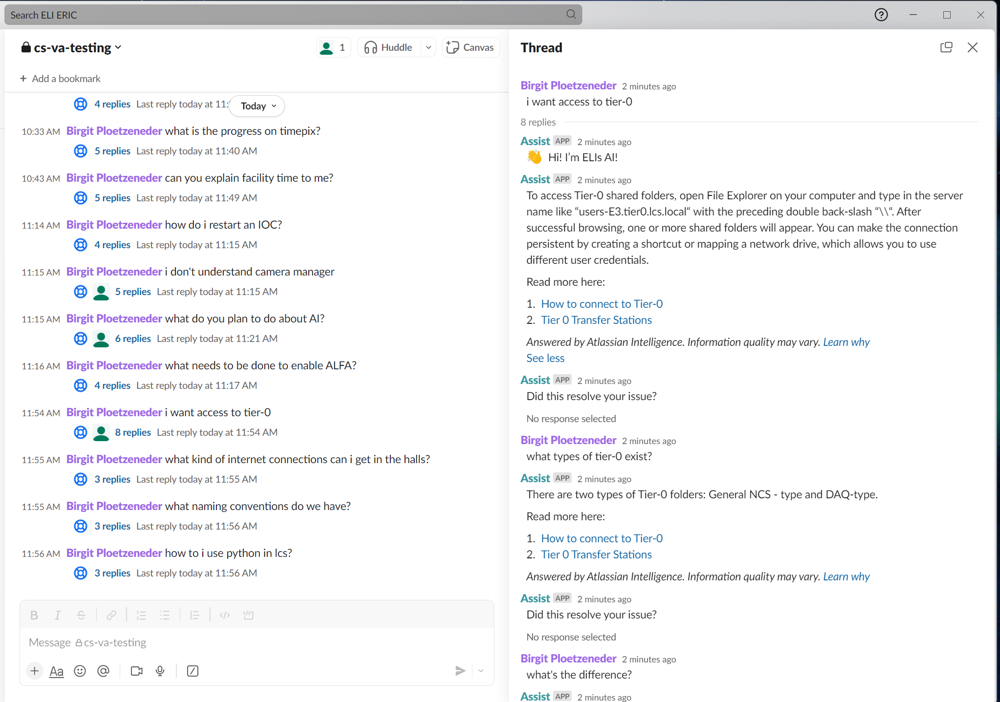 Search ELI ERIC
cs-va-testing
1
Huddle
Canvas
+ Add a bookmark
4 replies Last reply today at 11:
Today
10:33 AM Birgit Ploetzeneder what is the progress on timepix?
5 replies Last reply today at 11:40 AM
10:43 AM Birgit Ploetzeneder can you explain facility time to me?
5 replies Last reply today at 11:49 AM
11:14 AM Birgit Ploetzeneder how do i restart an IOC?
4 replies Last reply today at 11:15 AM
11:15 AM Birgit Ploetzeneder i don't understand camera manager
5 replies Last reply today at 11:15 AM
11:15 AM Birgit Ploetzeneder what do you plan to do about AI?
6 replies Last reply today at 11:21 AM
11:16 AM Birgit Ploetzeneder what needs to be done to enable ALFA?
4 replies Last reply today at 11:17 AM
11:54 AM Birgit Ploetzeneder i want access to tier-0
8 replies Last reply today at 11:54 AM
11:55 AM Birgit Ploetzeneder what kind of internet connections can i get in the halls?
3 replies Last reply today at 11:55 AM
11:55 AM Birgit Ploetzeneder what naming conventions do we have?
3 replies Last reply today at 11:56 AM
11:56 AM Birgit Ploetzeneder how to i use python in lcs?
3 replies Last reply today at 11:56 AM
B I S
Message cs-va-testing
Aa
Thread
Birgit Ploetzeneder 2 minutes ago
i want access to tier-0
8 replies
Assist APP 2 minutes ago
Hi! I’m ELIs AI!
Assist APP 2 minutes ago
To access Tier-0 shared folders, open File Explorer on your computer and type in the server
name like “users-E3.tier0.lcs.local“ with the preceding double back-slash “\\“. After
successful browsing, one or more shared folders will appear. You can make the connection
persistent by creating a shortcut or mapping a network drive, which allows you to use
different user credentials.
Read more here:
1. How to connect to Tier-0
2. Tier 0 Transfer Stations
Answered by Atlassian Intelligence. Information quality may vary. Learn why
See less
Assist APP 2 minutes ago
Did this resolve your issue?
No response selected
Birgit Ploetzeneder 2 minutes ago
what types of tier-0 exist?
Assist APP 2 minutes ago
There are two types of Tier-0 folders: General NCS - type and DAQ-type.
Read more here:
1. How to connect to Tier-0
2. Tier 0 Transfer Stations
Answered by Atlassian Intelligence. Information quality may vary. Learn why
Assist APP 2 minutes ago
Did this resolve your issue?
No response selected
Birgit Ploetzeneder 2 minutes ago
what's the difference?
Assist APP 2 minutes ago